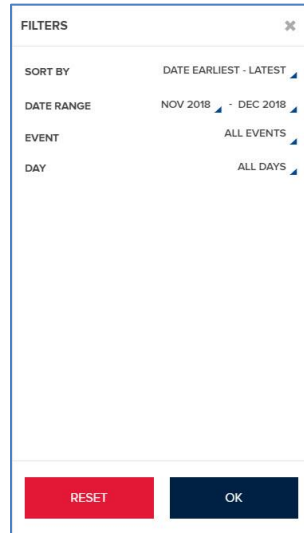 FILTERS
SORT BY DATE EARLIEST - LATEST
DATE RANGE NOV 2018 - DEC 2018
EVENT ALL EVENTS
DAY ALL DAYS
RESET OK